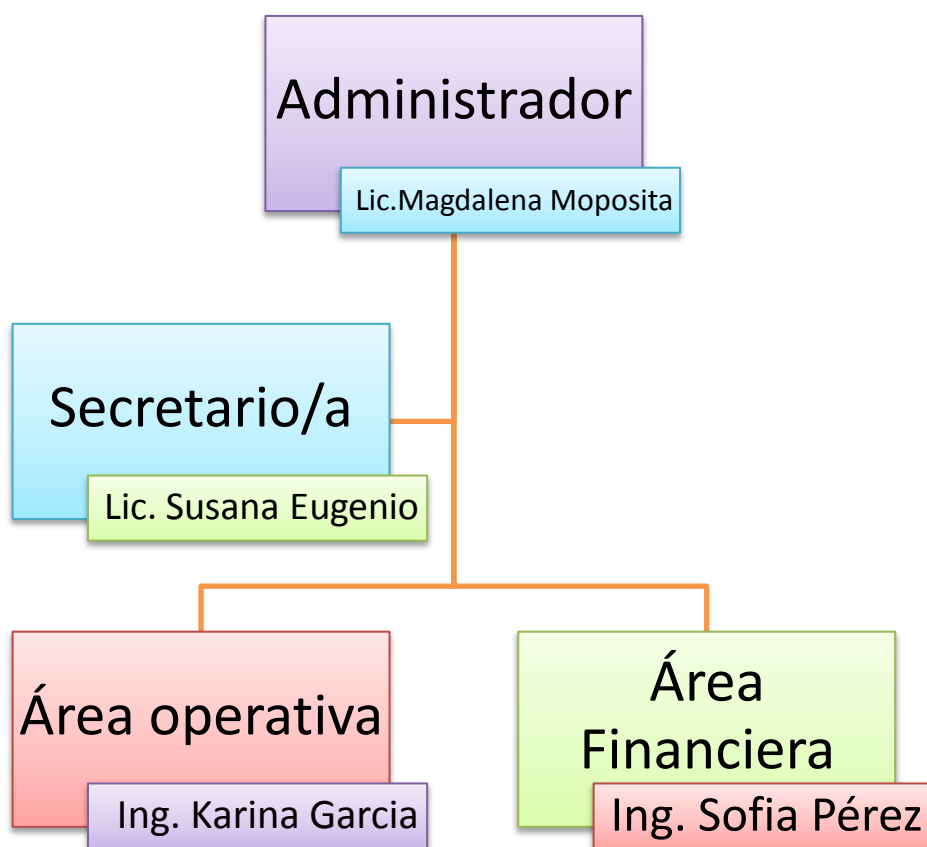 Administrador
Lic.Magdalena Moposita
Secretario/a
Lic. Susana Eugenio
Área operativa
Ing. Karina Garcia
Área
Financiera
Ing. Sofia Pérez